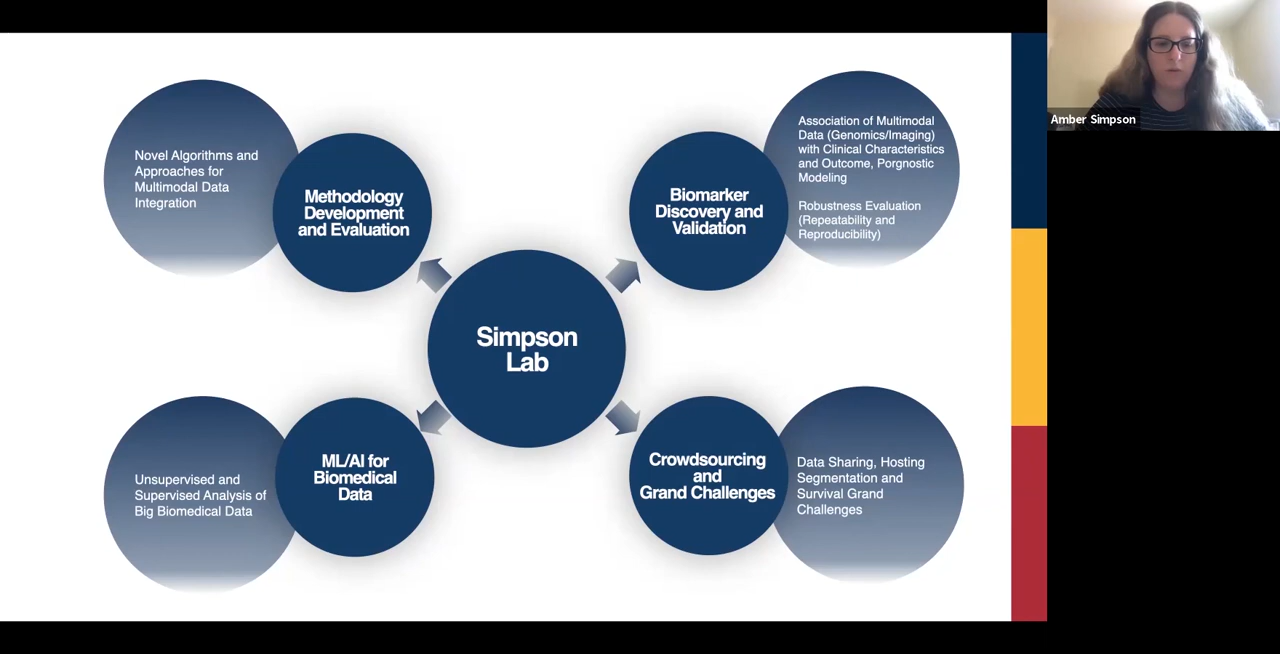 Novel Algorithms and
Approaches for
Multimodal Data
Integration
Methodology
Development
and Evaluation
Biomarker
Discovery and
Validation
Association of Multimodal
Data (Genomics/Imaging)
with Clinical Characteristics
and Outcome, Porgnostic
Modeling
Robustness Evaluation
(Repeatability and
Reproducibility)
Amber Simpson
Simpson
Lab
Unsupervised and
Supervised Analysis of
Big Biomedical Data
ML/AI for
Biomedical
Data
Crowdsourcing
and
Grand Challenges
Data Sharing, Hosting
Segmentation and
Survival Grand
Challenges